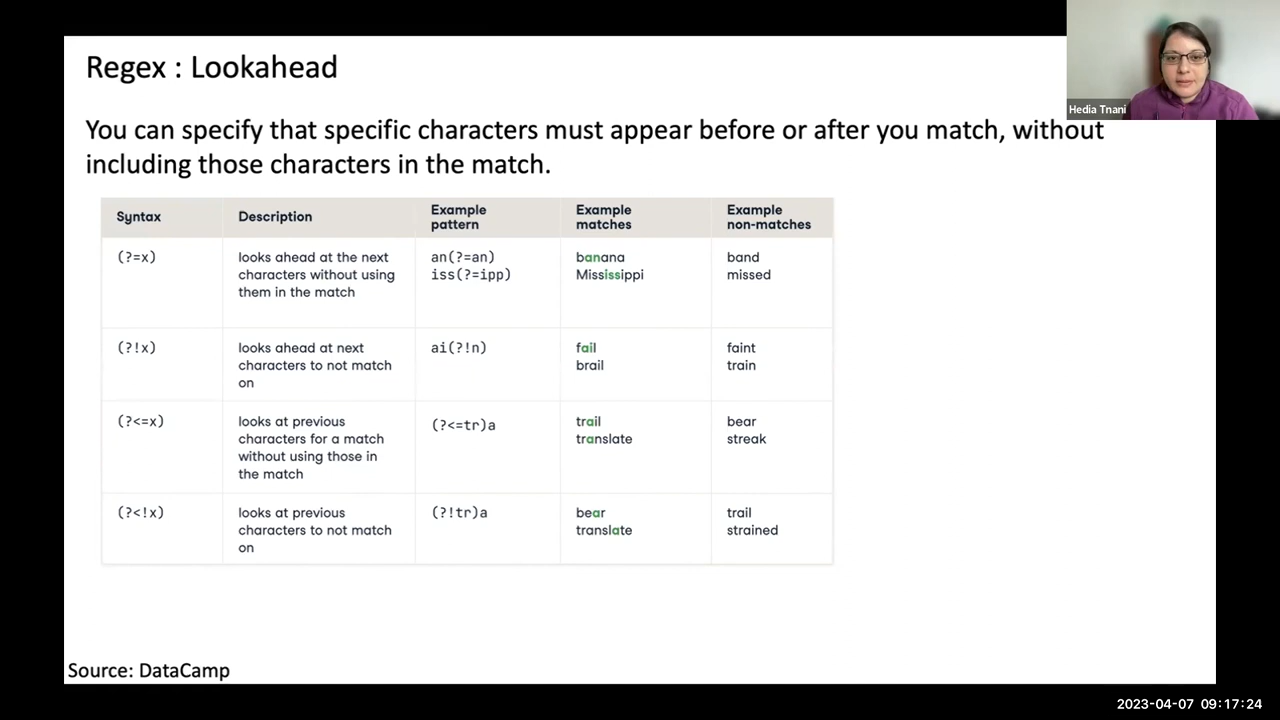 Regex : Lookahead
Hedia Tnani
You can specify that specific characters must appear before or after you match, without
including those characters in the match.
Syntax
Description
Example
pattern
Example
matches
Example
non-matches
(?=x)
looks ahead at the next
characters without using
them in the match
an(?=an)
iss(?=ipp)
banana
Mississippi
band
missed
(?!x)
looks ahead at next
characters to not match
on
ai(?!n)
fail
brail
faint
train
(?<=x)
looks at previous
characters for a match
without using those in
the match
(?<=tr)a
trail
translate
bear
streak
(?<!x)
looks at previous
characters to not match
on
(?!tr)a
bear
translate
trail
strained
Source: DataCamp
2023-04-07 09:17:24